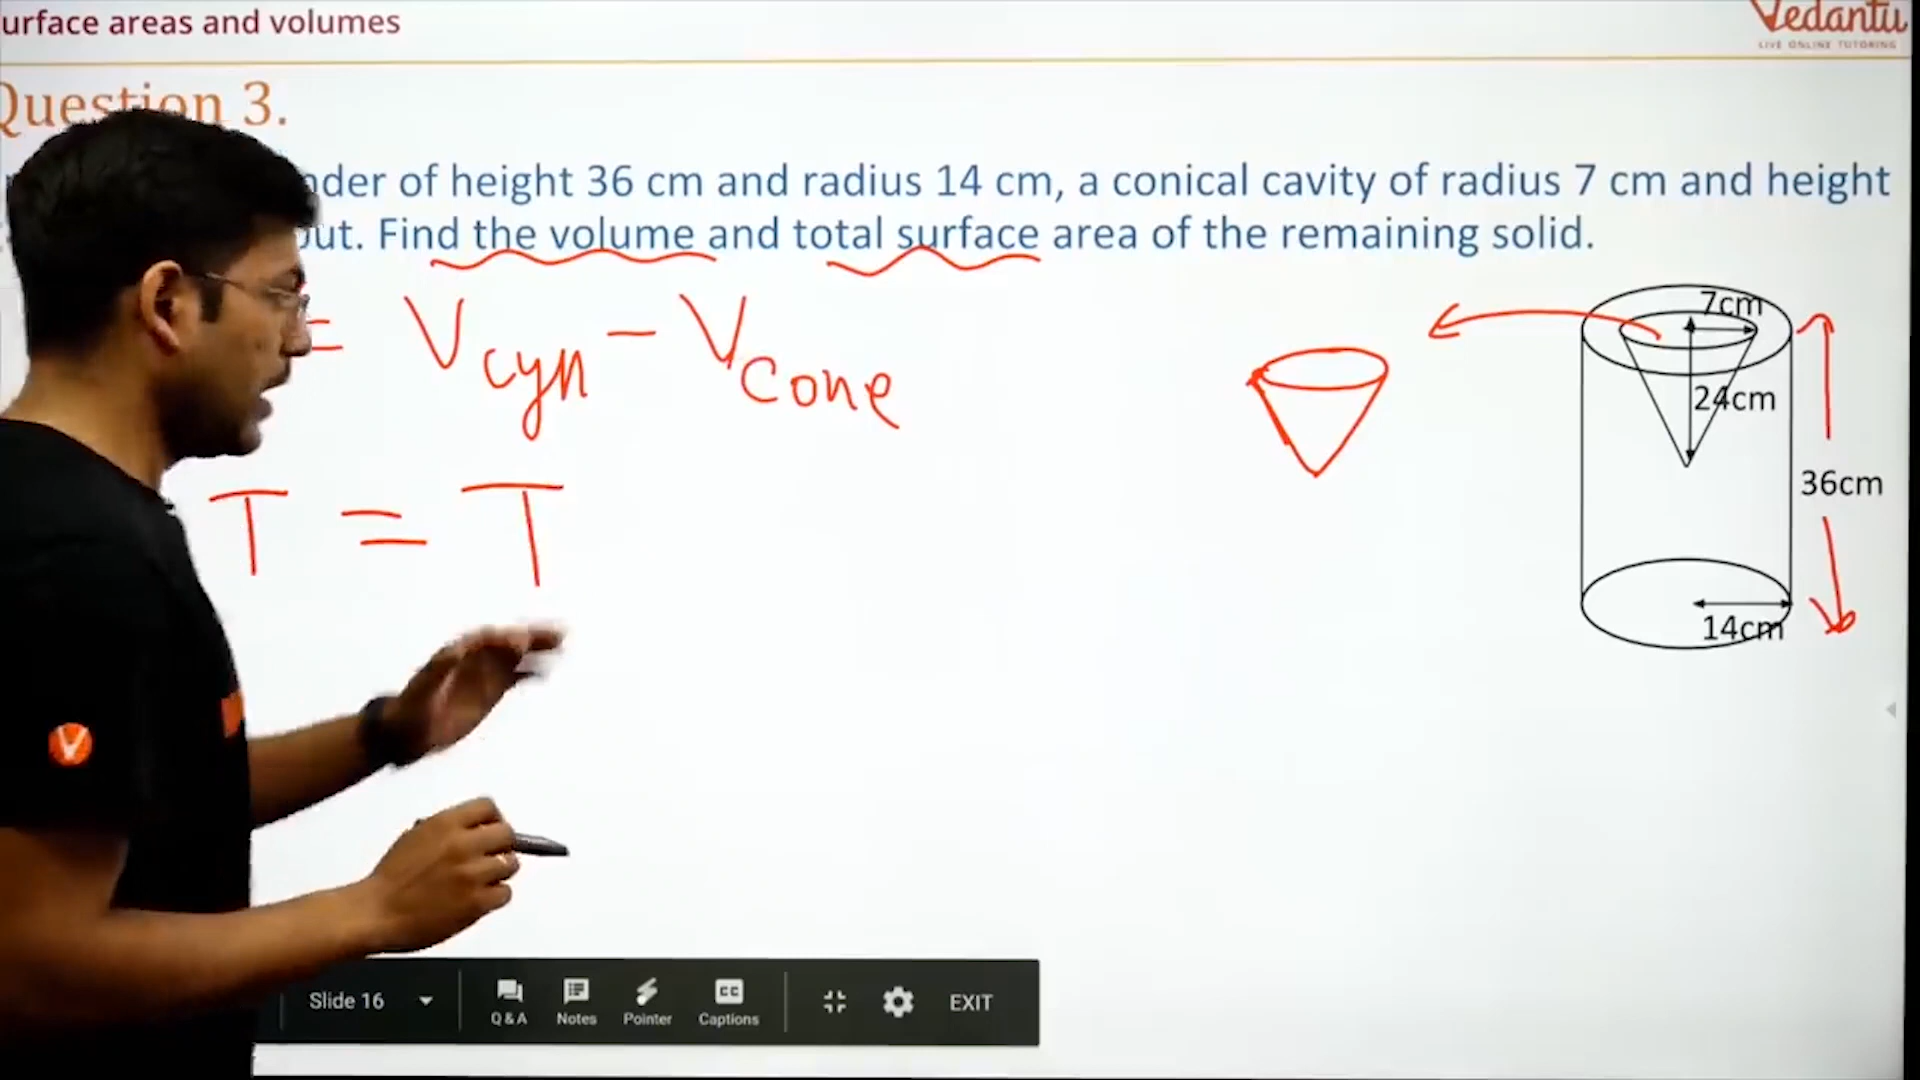 urface areas and volumes
Vedantu
LIVE ONLINE TUTORING
Question 3.
nder of height 36 cm and radius 14 cm, a conical cavity of radius 7 cm and height
out. Find the volume and total surface area of the remaining solid.
= Vcyn - Vcone
7cm
24cm
36cm
14cm
T = T
V
Slide 16
Q & A
Notes
Pointer
CC
Captions
EXIT